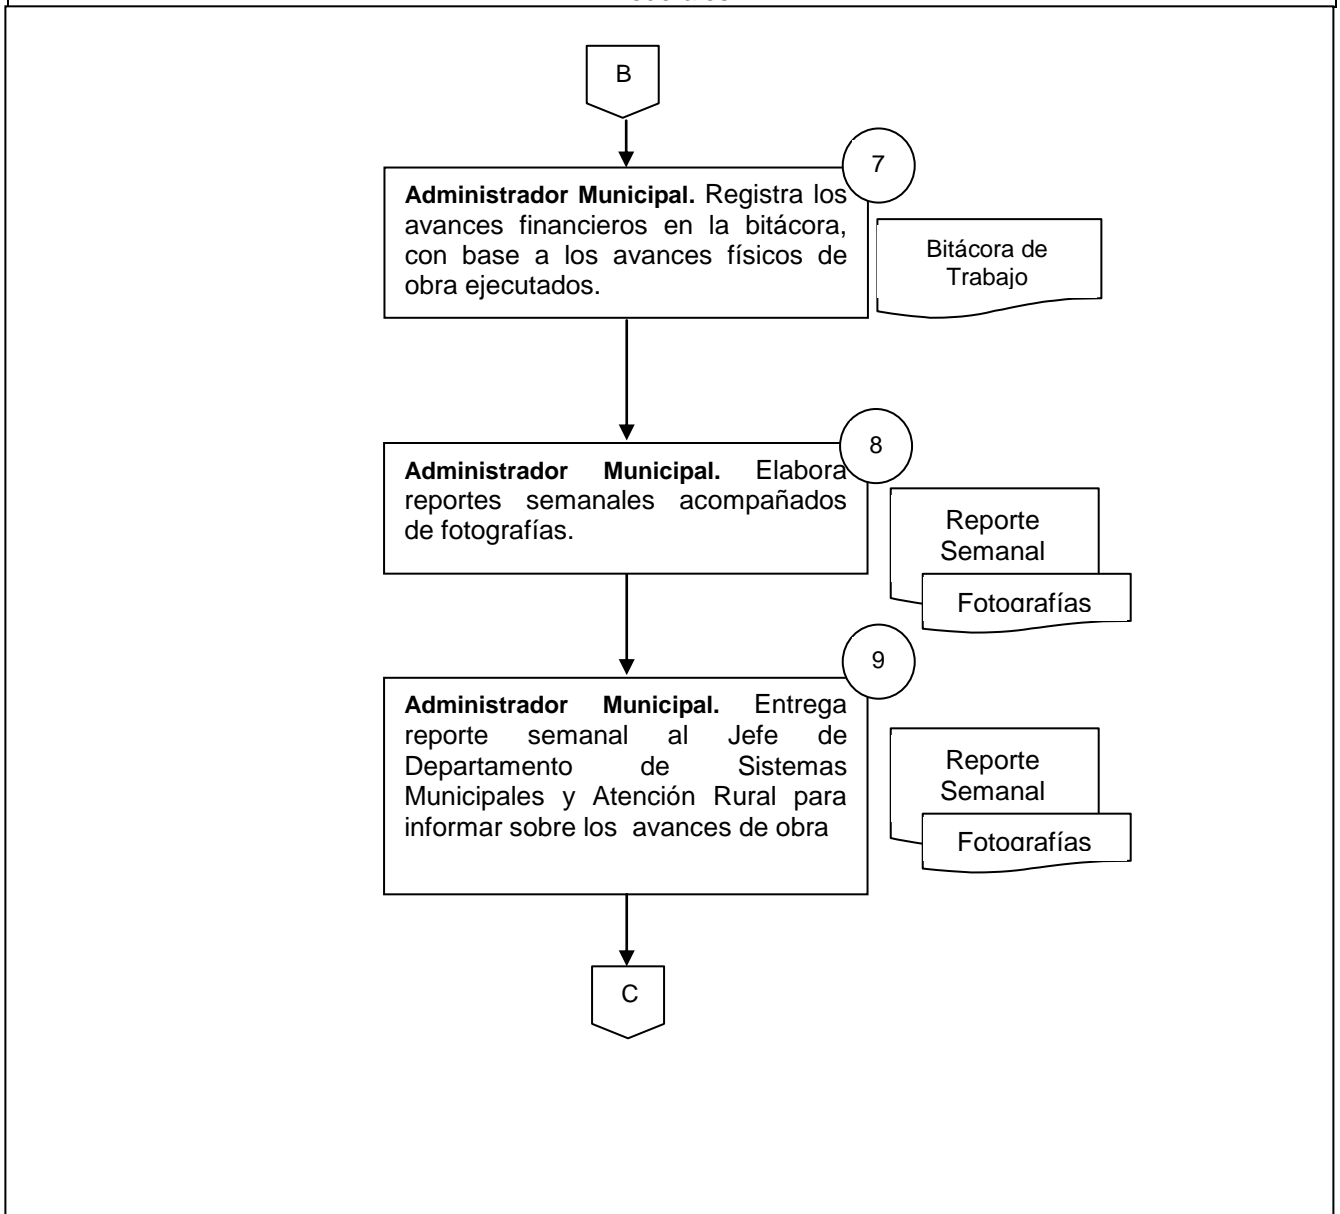 B
7
Administrador Municipal. Registra los
avances financieros en la bitácora,
con base a los avances físicos de
obra ejecutados.
Bitácora de
Trabajo
8
Administrador Municipal. Elabora
reportes semanales acompañados
de fotografías.
Reporte
Semanal
Fotografías
9
Administrador Municipal. Entrega
reporte semanal al Jefe de
Departamento de Sistemas
Municipales y Atención Rural para
informar sobre los avances de obra
Reporte
Semanal
Fotografías
C